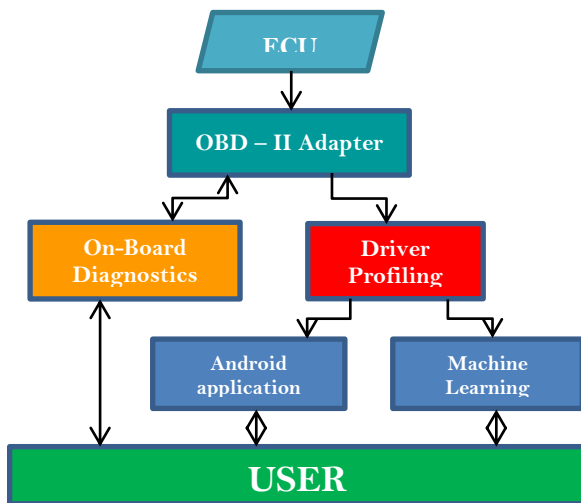 ECU
OBD – II Adapter
On-Board
Diagnostics
Driver
Profiling
Android
application
Machine
Learning
USER